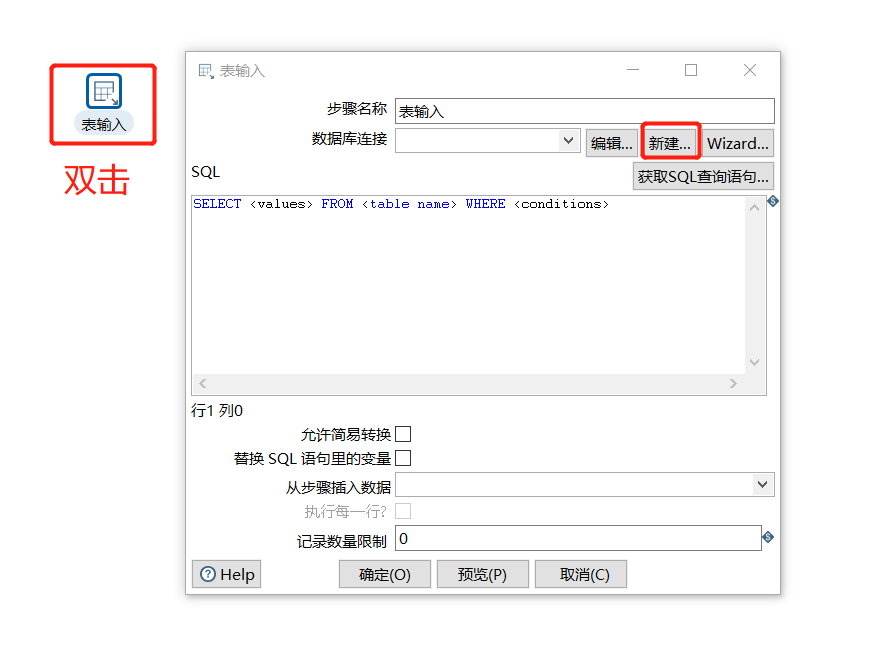 表输入
双击
表输入
步骤名称 表输入
数据库连接 编辑... 新建... Wizard...
SQL 获取SQL查询语句...
SELECT <values> FROM <table name> WHERE <conditions>
行1 列0
允许简易转换
替换 SQL 语句里的变量
从步骤插入数据
执行每一行?
记录数量限制 0
Help 确定(O) 预览(P) 取消(C)